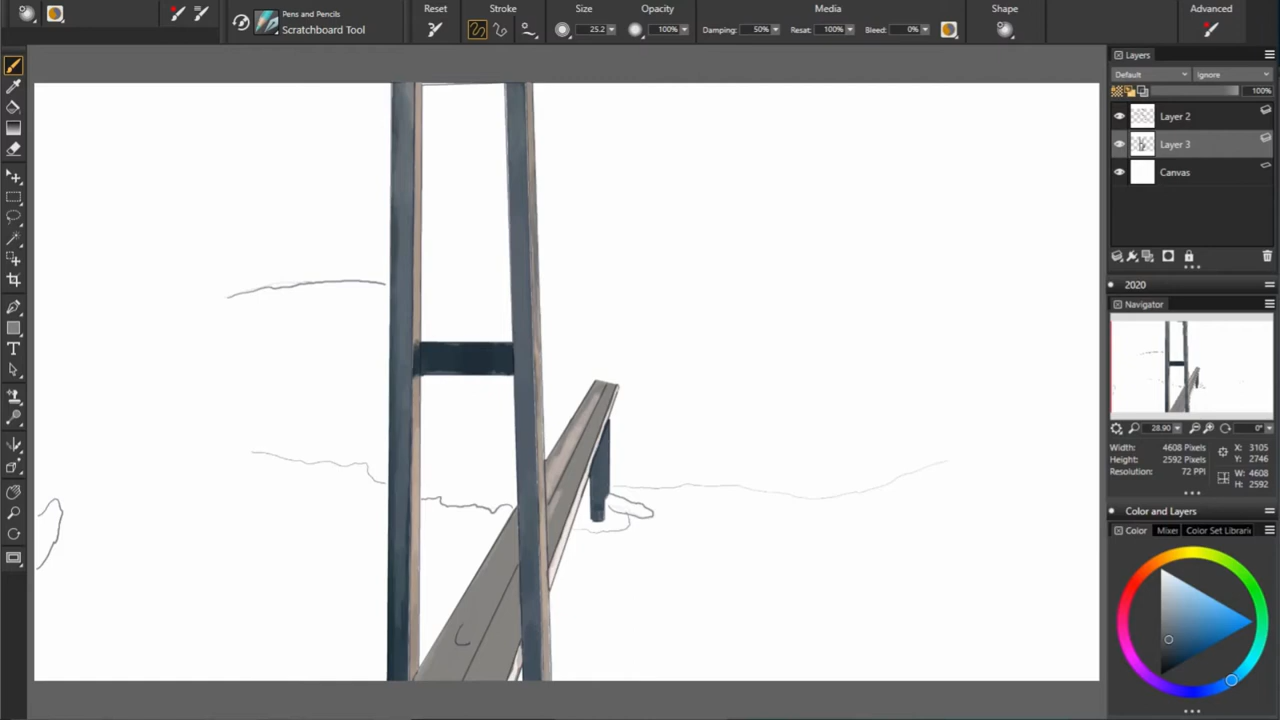 Pens and Pencils
Scratchboard Tool
Reset
Stroke
Size
25.2
Opacity
100%
Media
Damping: 50%
Resat: 100%
Bleed: 0%
Shape
Advanced
Layers
Default
Ignore
100%
Layer 2
Layer 3
Canvas
2020
Navigator
28.90
0°
Width: 4608 Pixels
Height: 2592 Pixels
Resolution: 72 PPI
X: 3105
Y: 2746
W: 4608
H: 2592
Color and Layers
Color
Mixer
Color Set Librari